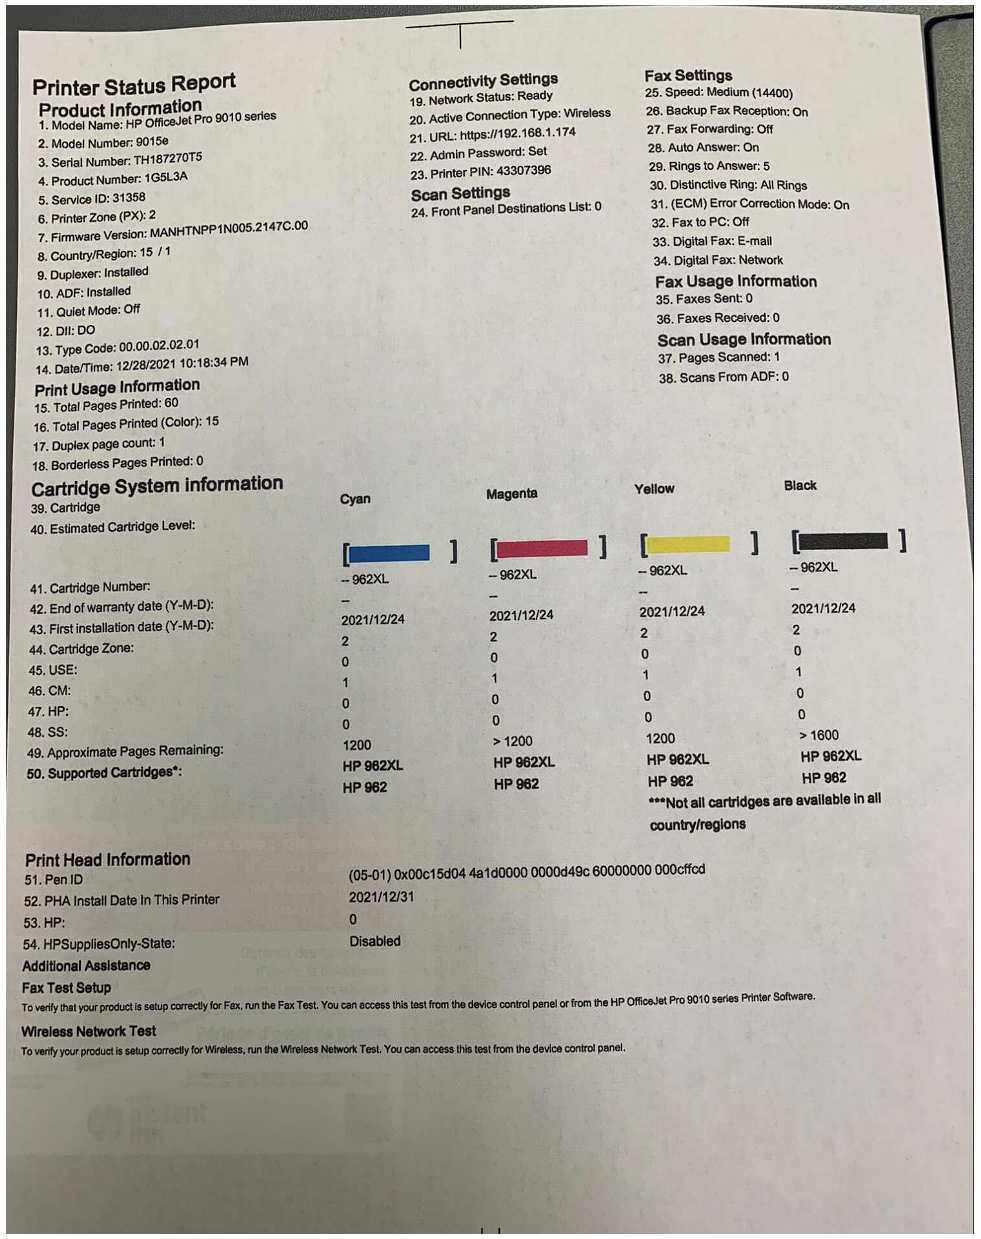 Printer Status Report
Product Information
1. Model Name: HP OfficeJet Pro 9010 series
2. Model Number: 9015e
3. Serial Number: TH187270T5
4. Product Number: 1G5L3A
5. Service ID: 31358
6. Printer Zone (PX): 2
7. Firmware Version: MANHTNPP1N005.2147C.00
8. Country/Region: 15 / 1
9. Duplexer: Installed
10. ADF: Installed
11. Quiet Mode: Off
12. DII: DO
13. Type Code: 00.00.02.02.01
14. Date/Time: 12/28/2021 10:18:34 PM
Print Usage Information
15. Total Pages Printed: 60
16. Total Pages Printed (Color): 15
17. Duplex page count: 1
18. Borderless Pages Printed: 0
Connectivity Settings
19. Network Status: Ready
20. Active Connection Type: Wireless
21. URL: https://192.168.1.174
22. Admin Password: Set
23. Printer PIN: 43307396
Scan Settings
24. Front Panel Destinations List: 0
Fax Settings
25. Speed: Medium (14400)
26. Backup Fax Reception: On
27. Fax Forwarding: Off
28. Auto Answer: On
29. Rings to Answer: 5
30. Distinctive Ring: All Rings
31. (ECM) Error Correction Mode: On
32. Fax to PC: Off
33. Digital Fax: E-mail
34. Digital Fax: Network
Fax Usage Information
35. Faxes Sent: 0
36. Faxes Received: 0
Scan Usage Information
37. Pages Scanned: 1
38. Scans From ADF: 0
Cartridge System information
39. Cartridge Cyan Magenta Yellow Black
40. Estimated Cartridge Level: [ ] [ ] [ ] [ ]
41. Cartridge Number: -- 962XL -- 962XL -- 962XL -- 962XL
42. End of warranty date (Y-M-D): -- -- -- --
43. First installation date (Y-M-D): 2021/12/24 2021/12/24 2021/12/24 2021/12/24
44. Cartridge Zone: 2 2 2 2
45. USE: 0 0 0 0
46. CM: 1 1 1 1
47. HP: 0 0 0 0
48. SS: 0 0 0 0
49. Approximate Pages Remaining: 1200 > 1200 1200 > 1600
50. Supported Cartridges*: HP 962XL HP 962XL HP 962XL HP 962XL
HP 962 HP 962 HP 962 HP 962
***Not all cartridges are available in all
country/regions
Print Head Information
51. Pen ID (05-01) 0x00c15d04 4a1d0000 0000d49c 60000000 000cffcd
52. PHA Install Date In This Printer 2021/12/31
53. HP: 0
54. HPSuppliesOnly-State: Disabled
Additional Assistance
Fax Test Setup
To verify that your product is setup correctly for Fax, run the Fax Test. You can access this test from the device control panel or from the HP OfficeJet Pro 9010 series Printer Software.
Wireless Network Test
To verify your product is setup correctly for Wireless, run the Wireless Network Test. You can access this test from the device control panel.